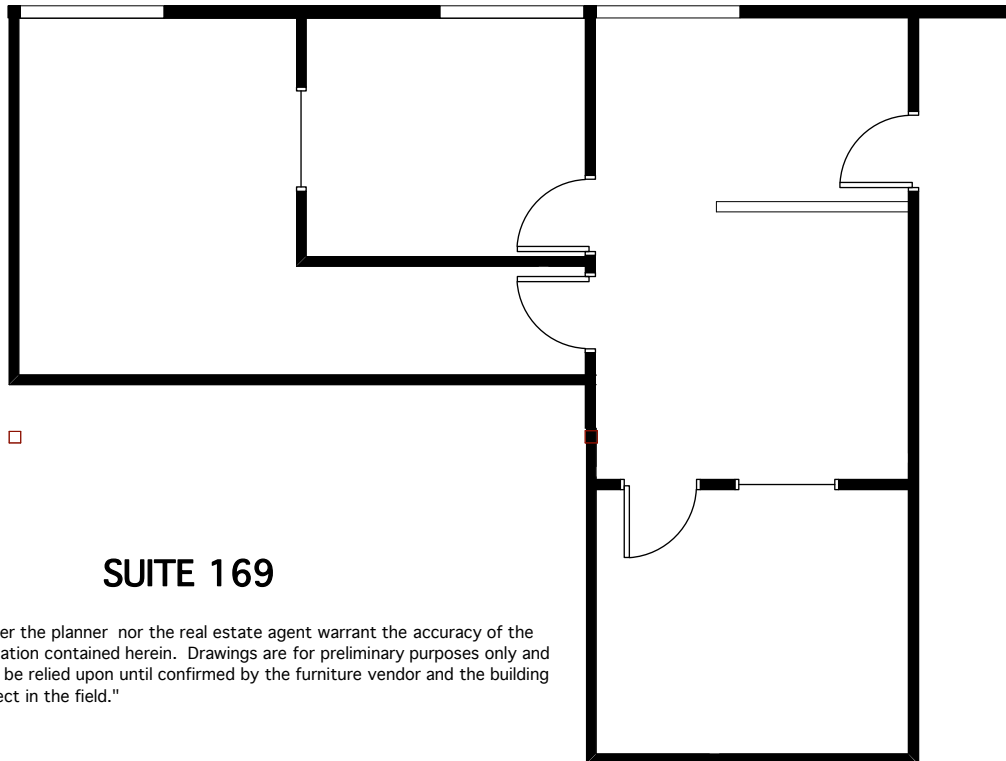 SUITE 169
er the planner nor the real estate agent warrant the accuracy of the
ation contained herein. Drawings are for preliminary purposes only and
be relied upon until confirmed by the furniture vendor and the building
ect in the field."